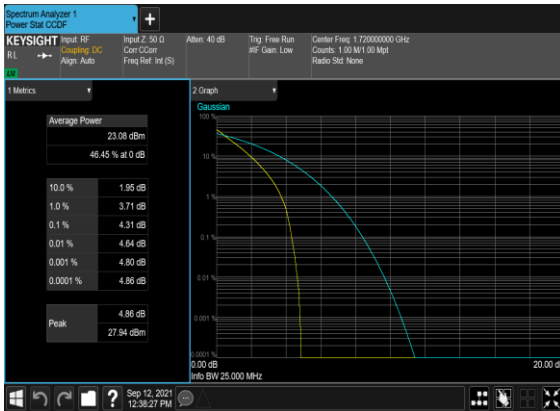 Spectrum Analyzer 1
Power Stat CCDF
+
KEYSIGHT
RL
Input: RF
Coupling: DC
Align: Auto
Input Z: 50 Ω
Corr CCorr
Freq Ref: Int (S)
Atten: 40 dB
Trig: Free Run
#IF Gain: Low
Center Freq: 1.720000000 GHz
Counts: 1.00 M/1.00 Mpt
Radio Std: None
1 Metrics
Average Power
23.08 dBm
46.45 % at 0 dB
10.0 % 1.95 dB
1.0 % 3.71 dB
0.1 % 4.31 dB
0.01 % 4.64 dB
0.001 % 4.80 dB
0.0001 % 4.86 dB
Peak
4.86 dB
27.94 dBm
2 Graph
Gaussian
100 %
10 %
1 %
0.1 %
0.01 %
0.001 %
0.0001 %
0.00 dB
20.00 d
Info BW 25.000 MHz
?
Sep 12, 2021
12:38:27 PM